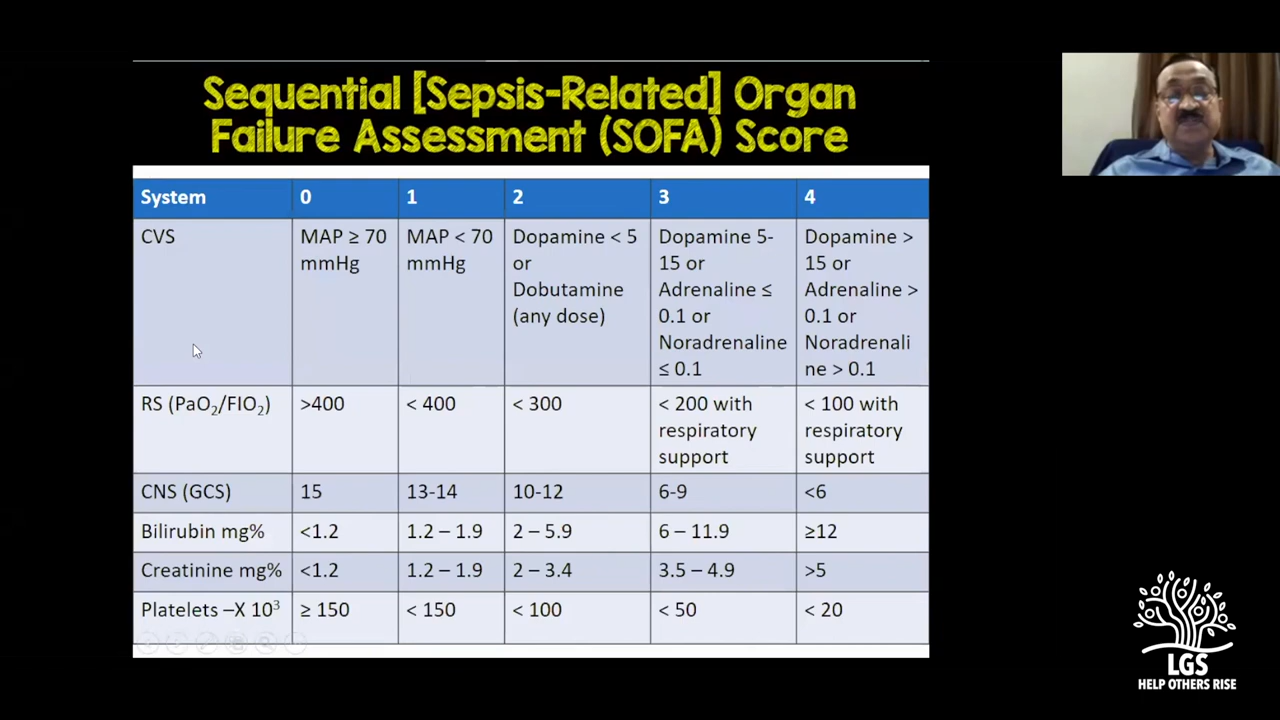 Sequential [Sepsis-Related] Organ
Failure Assessment (SOFA) Score
System 0 1 2 3 4
CVS
MAP ≥ 70
mmHg
MAP < 70
mmHg
Dopamine < 5
or
Dobutamine
(any dose)
Dopamine 5-
15 or
Adrenaline ≤
0.1 or
Noradrenaline
≤ 0.1
Dopamine >
15 or
Adrenaline >
0.1 or
Noradrenali
ne > 0.1
RS (PaO₂/FIO₂)
>400
< 400
< 300
< 200 with
respiratory
support
< 100 with
respiratory
support
CNS (GCS) 15 13-14 10-12 6-9 <6
Bilirubin mg% <1.2 1.2 – 1.9 2 – 5.9 6 – 11.9 ≥12
Creatinine mg% <1.2 1.2 – 1.9 2 – 3.4 3.5 – 4.9 >5
Platelets –X 10³ ≥ 150 < 150 < 100 < 50 < 20
LGS
HELP OTHERS RISE